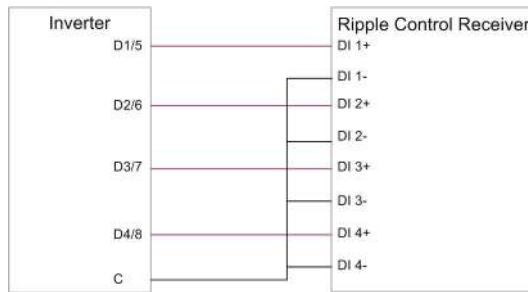 Inverter
Ripple Control Receiver
D1/5
DI 1+
DI 1-
D2/6
DI 2+
DI 2-
D3/7
DI 3+
DI 3-
D4/8
DI 4+
DI 4-
C